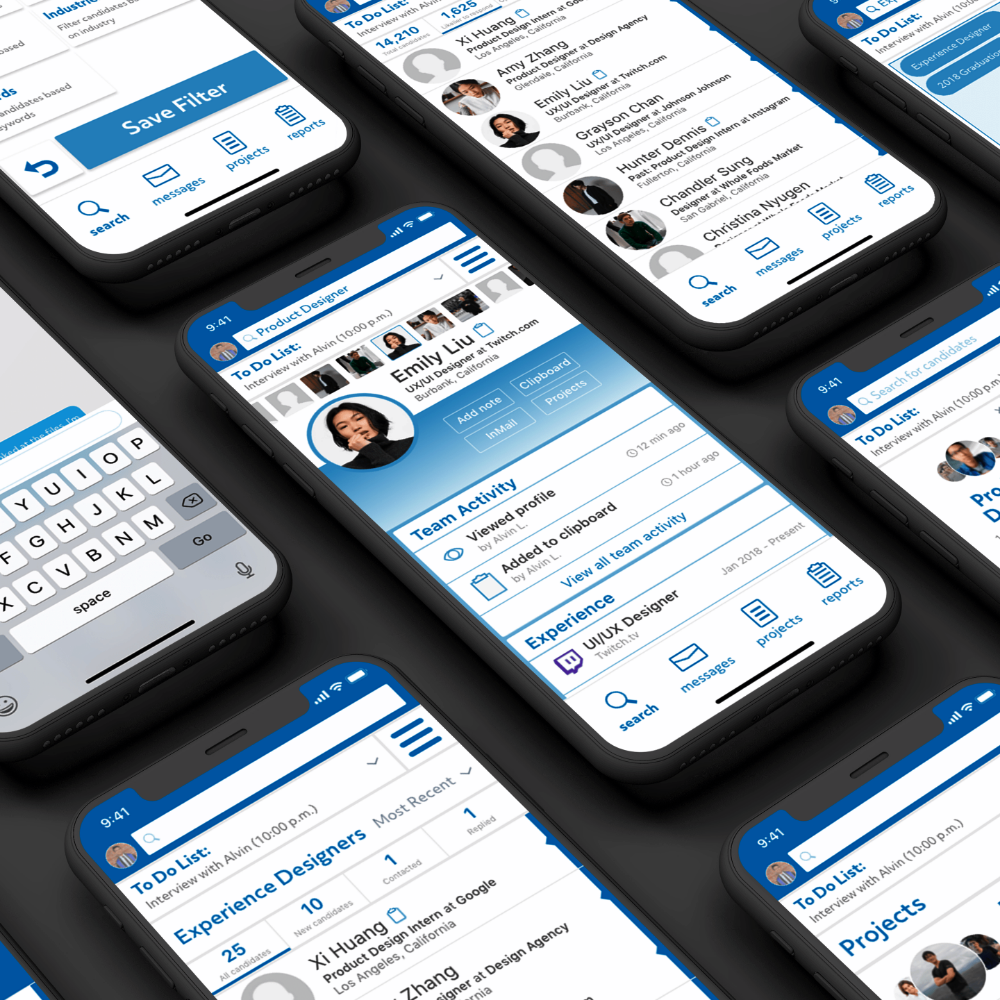 Industrie
Filter candidates
on industry
based
andidates based
eywords
Save Filter
search
messages
projects
reports
14,210
Total candidates
1,625
Xi Huang
Product Design Intern at Google
Los Angeles, California
Amy Zhang
Product Designer at Design Agency
Glendale, California
Emily Liu
UX/UI Designer at Twitch.com
Burbank, California
Grayson Chan
UX/UI Designer at Johnson Johnson
Los Angeles, California
Hunter Dennis
Past: Product Design Intern at Instagram
Fullerton, California
Chandler Sung
Designer at Whole Foods Market
San Gabriel, California
Christina Nyugen
search
messages
projects
reports
To Do List:
Experience Designer
2018 Graduation
9:41
Product Designer
To Do List:
Interview with Alvin (10:00 p.m.)
Emily Liu
UX/UI Designer at Twitch.com
Burbank, California
Add note
Clipboard
InMail
Projects
Team Activity
Viewed profile
by Alvin L.
12 min ago
Added to clipboard
by Alvin L.
1 hour ago
View all team activity
Experience
UI/UX Designer
Twitch.tv
Jan 2018 - Present
search
messages
projects
reports
Y U I O P
F G H J K L
X C V B N M
space
Go
9:41
Search for candidates
To Do List:
Interview with Alvin (10:00 p.m.)
Pro
D
9:41
To Do List:
Interview with Alvin (10:00 p.m.)
Experience Designers
Most Recent
25
All candidates
10
New candidates
1
Contacted
1
Replied
Xi Huang
Product Design Intern at Google
Los Angeles, California
Zhang
Designer at Design Agency
California
9:41
To Do List:
Interview with Alvin (10:00 p.m.)
Projects